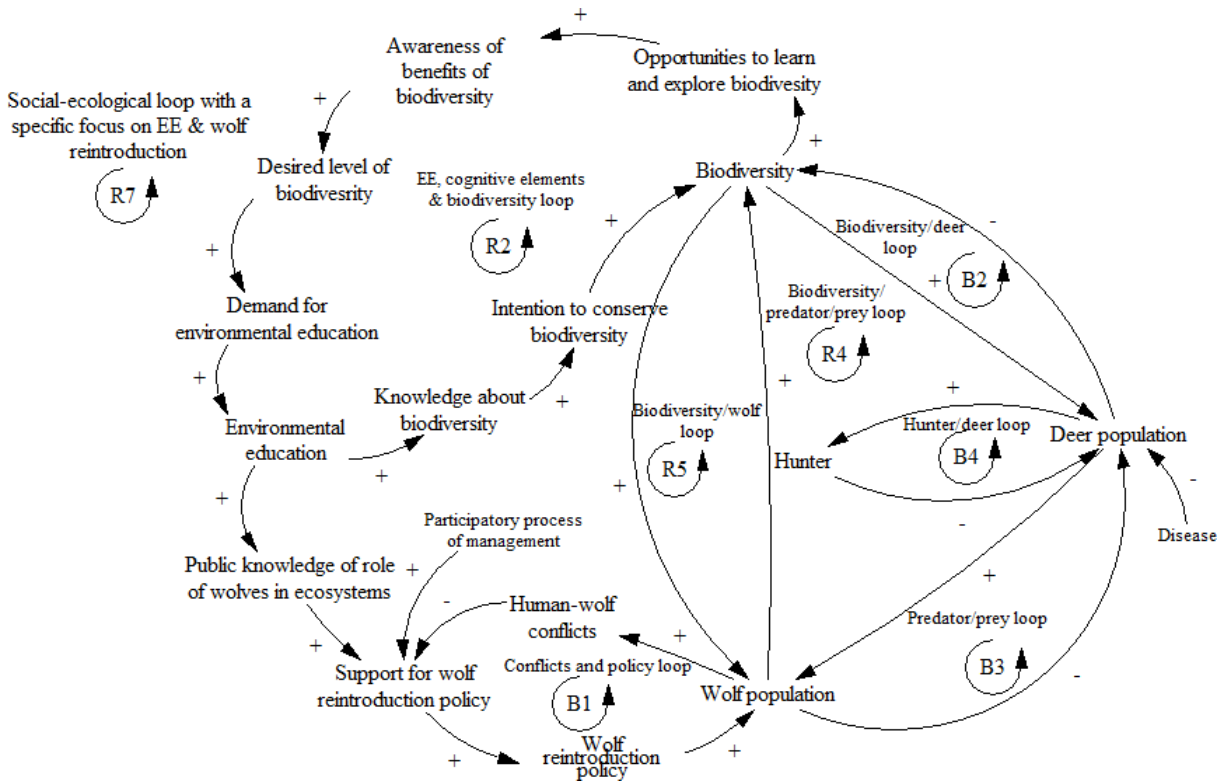 +
Awareness of
benefits of
biodiversity
Opportunities to learn
and explore biodivesity
+
Social-ecological loop with a
specific focus on EE & wolf
reintroduction
R7
Desired level of
biodivesrity
EE, cognitive elements
& biodiversity loop
R2
+
+
Biodiversity
-
Biodiversity/deer
loop
B2
+
+
Demand for
environmental education
Intention to conserve
biodiversity
Biodiversity/
predator/prey loop
R4
+
+
+
+
Knowledge about
biodiversity
Environmental
education
+
Biodiversity/wolf
loop
R5
+
Hunter
Hunter/deer loop
B4
-
Deer population
-
Disease
+
Participatory process
of management
+
Public knowledge of role
of wolves in ecosystems
-
Human-wolf
conflicts
+
+
Predator/prey loop
B3
-
+
Support for wolf
reintroduction policy
Conflicts and policy loop
B1
Wolf population
+
Wolf
reintroduction
policy
+